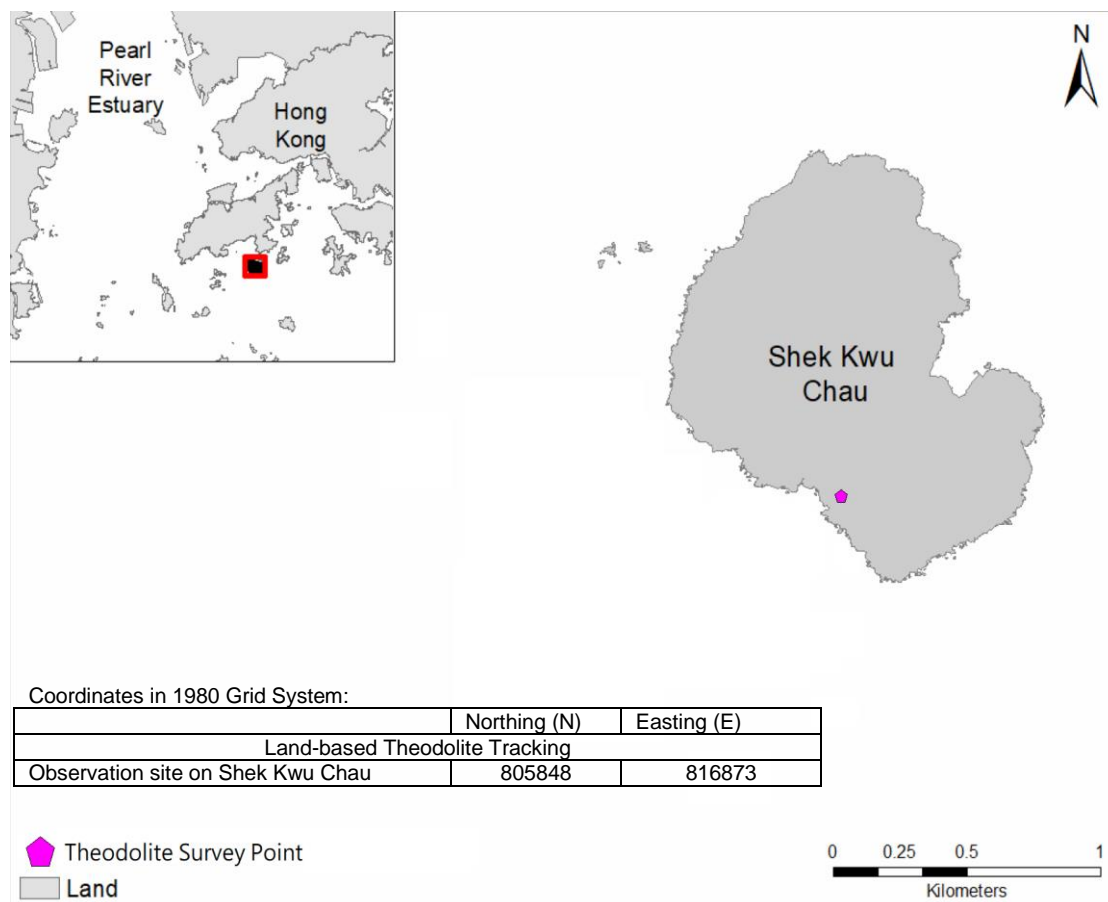 Pearl
River
Estuary
Hong
Kong
N
Shek Kwu
Chau
Coordinates in 1980 Grid System:
Northing (N) Easting (E)
Land-based Theodolite Tracking
Observation site on Shek Kwu Chau 805848 816873
Theodolite Survey Point
Land
0 0.25 0.5 1
Kilometers